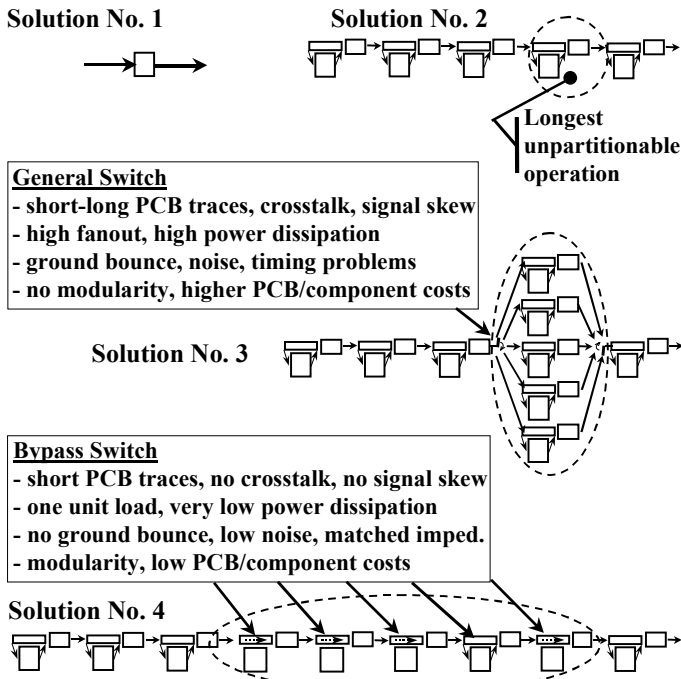 Solution No. 1
Solution No. 2
Longest
unpartitionable
operation
General Switch
- short-long PCB traces, crosstalk, signal skew
- high fanout, high power dissipation
- ground bounce, noise, timing problems
- no modularity, higher PCB/component costs
Solution No. 3
Bypass Switch
- short PCB traces, no crosstalk, no signal skew
- one unit load, very low power dissipation
- no ground bounce, low noise, matched imped.
- modularity, low PCB/component costs
Solution No. 4